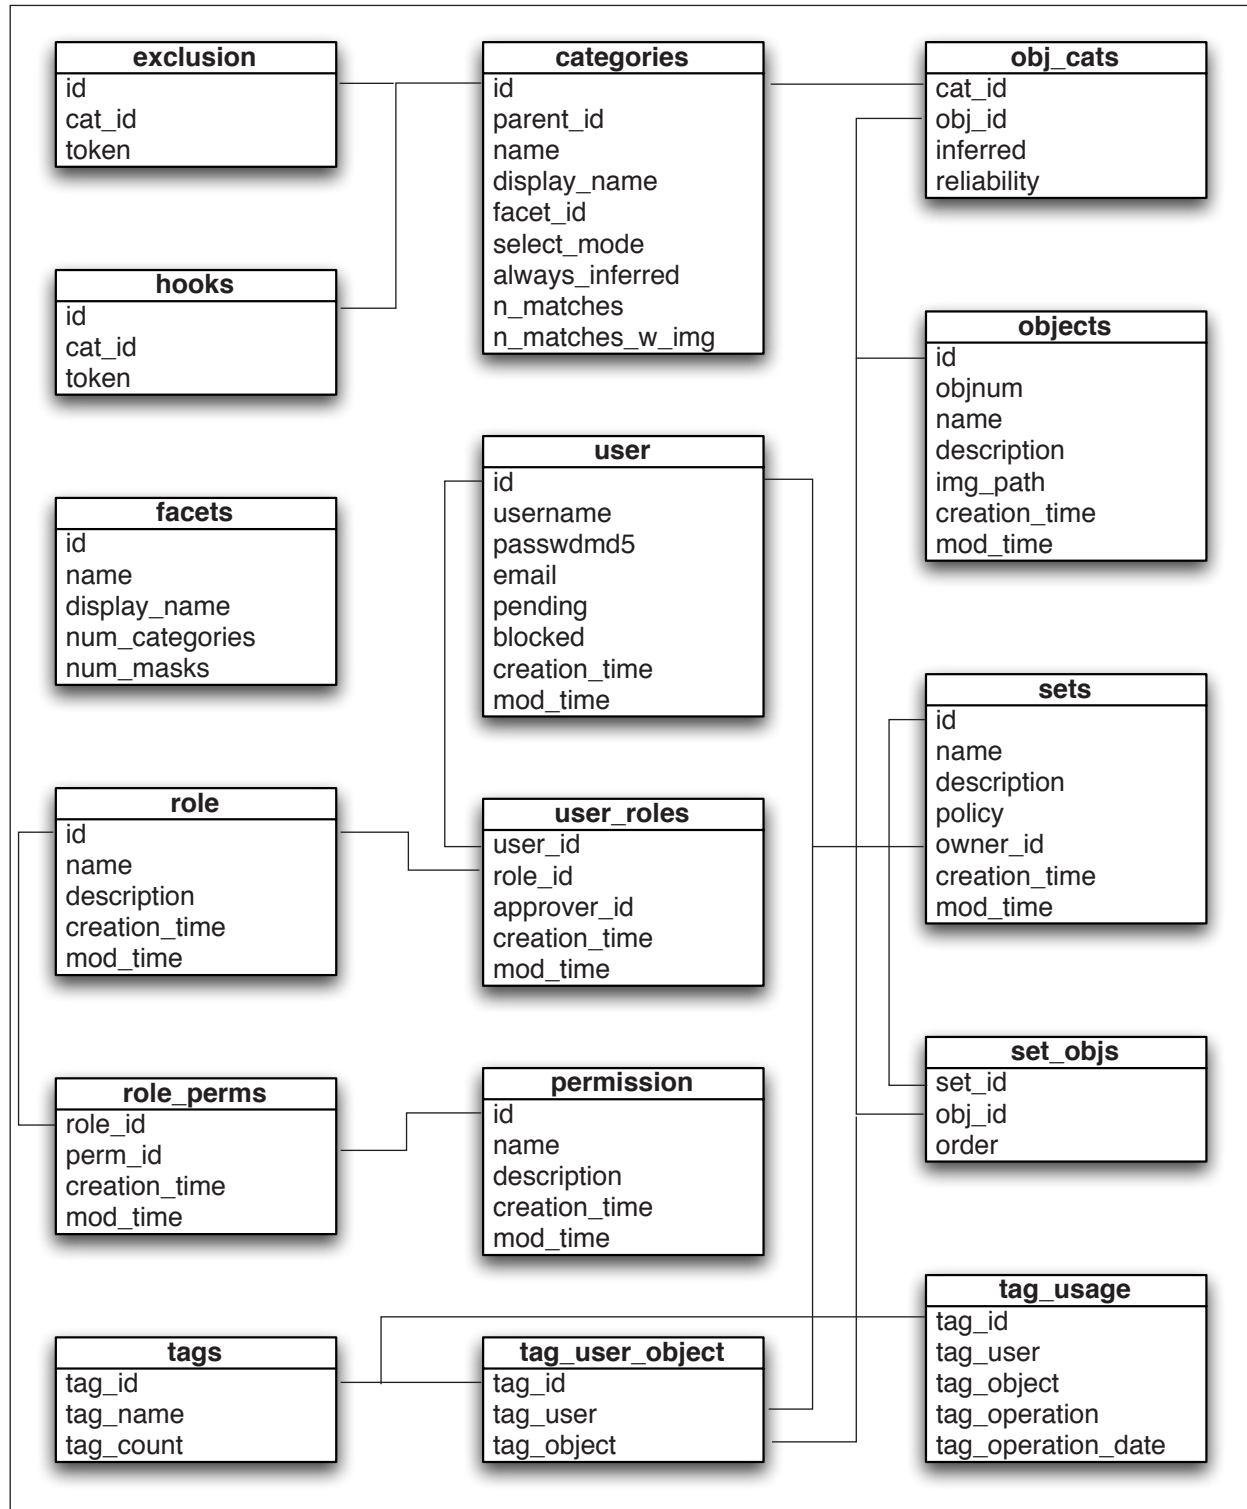 exclusion
id
cat_id
token
hooks
id
cat_id
token
facets
id
name
display_name
num_categories
num_masks
role
id
name
description
creation_time
mod_time
role_perms
role_id
perm_id
creation_time
mod_time
tags
tag_id
tag_name
tag_count
categories
id
parent_id
name
display_name
facet_id
select_mode
always_inferred
n_matches
n_matches_w_img
user
id
username
passwdmd5
email
pending
blocked
creation_time
mod_time
user_roles
user_id
role_id
approver_id
creation_time
mod_time
permission
id
name
description
creation_time
mod_time
tag_user_object
tag_id
tag_user
tag_object
obj_cats
cat_id
obj_id
inferred
reliability
objects
id
objnum
name
description
img_path
creation_time
mod_time
sets
id
name
description
policy
owner_id
creation_time
mod_time
set_objs
set_id
obj_id
order
tag_usage
tag_id
tag_user
tag_object
tag_operation
tag_operation_date